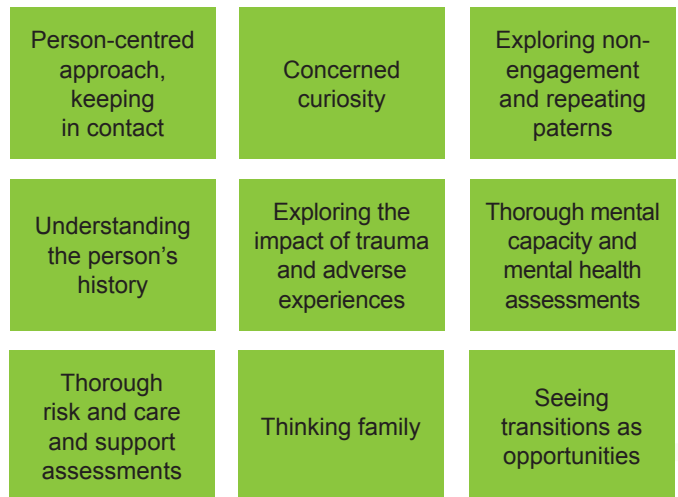 Person-centred
approach,
keeping
in contact
Concerned
curiosity
Exploring non-
engagement
and repeating
paterns
Understanding
the person's
history
Exploring the
impact of trauma
and adverse
experiences
Thorough mental
capacity and
mental health
assessments
Thorough
risk and care
and support
assessments
Thinking family
Seeing
transitions as
opportunities